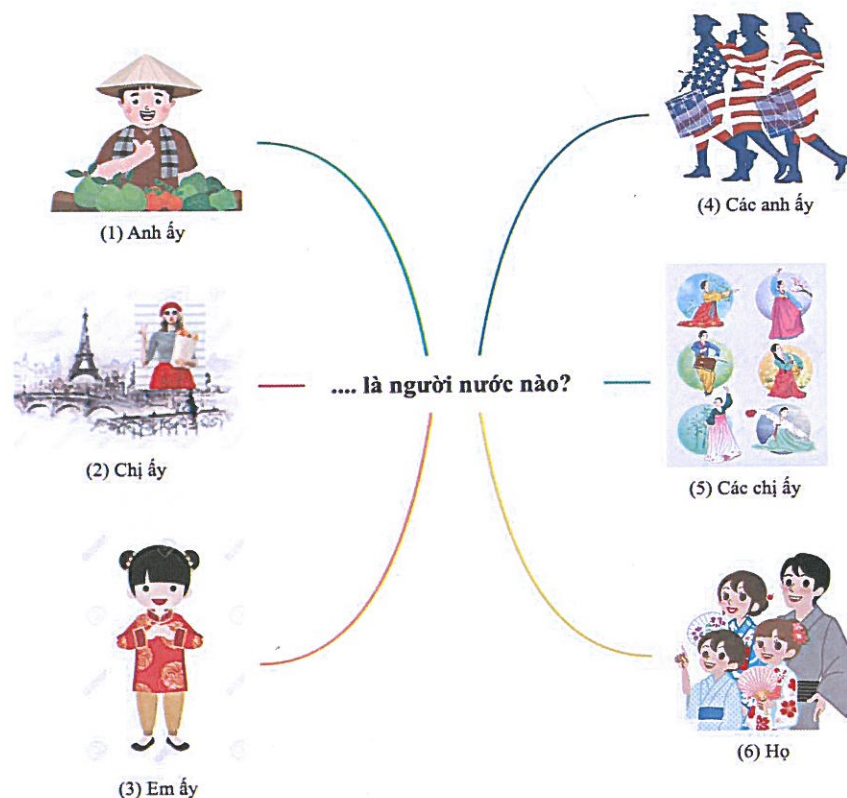 (1) Anh ấy
(4) Các anh ấy
(2) Chị ấy
.... là người nước nào?
(5) Các chị ấy
(3) Em ấy
(6) Họ